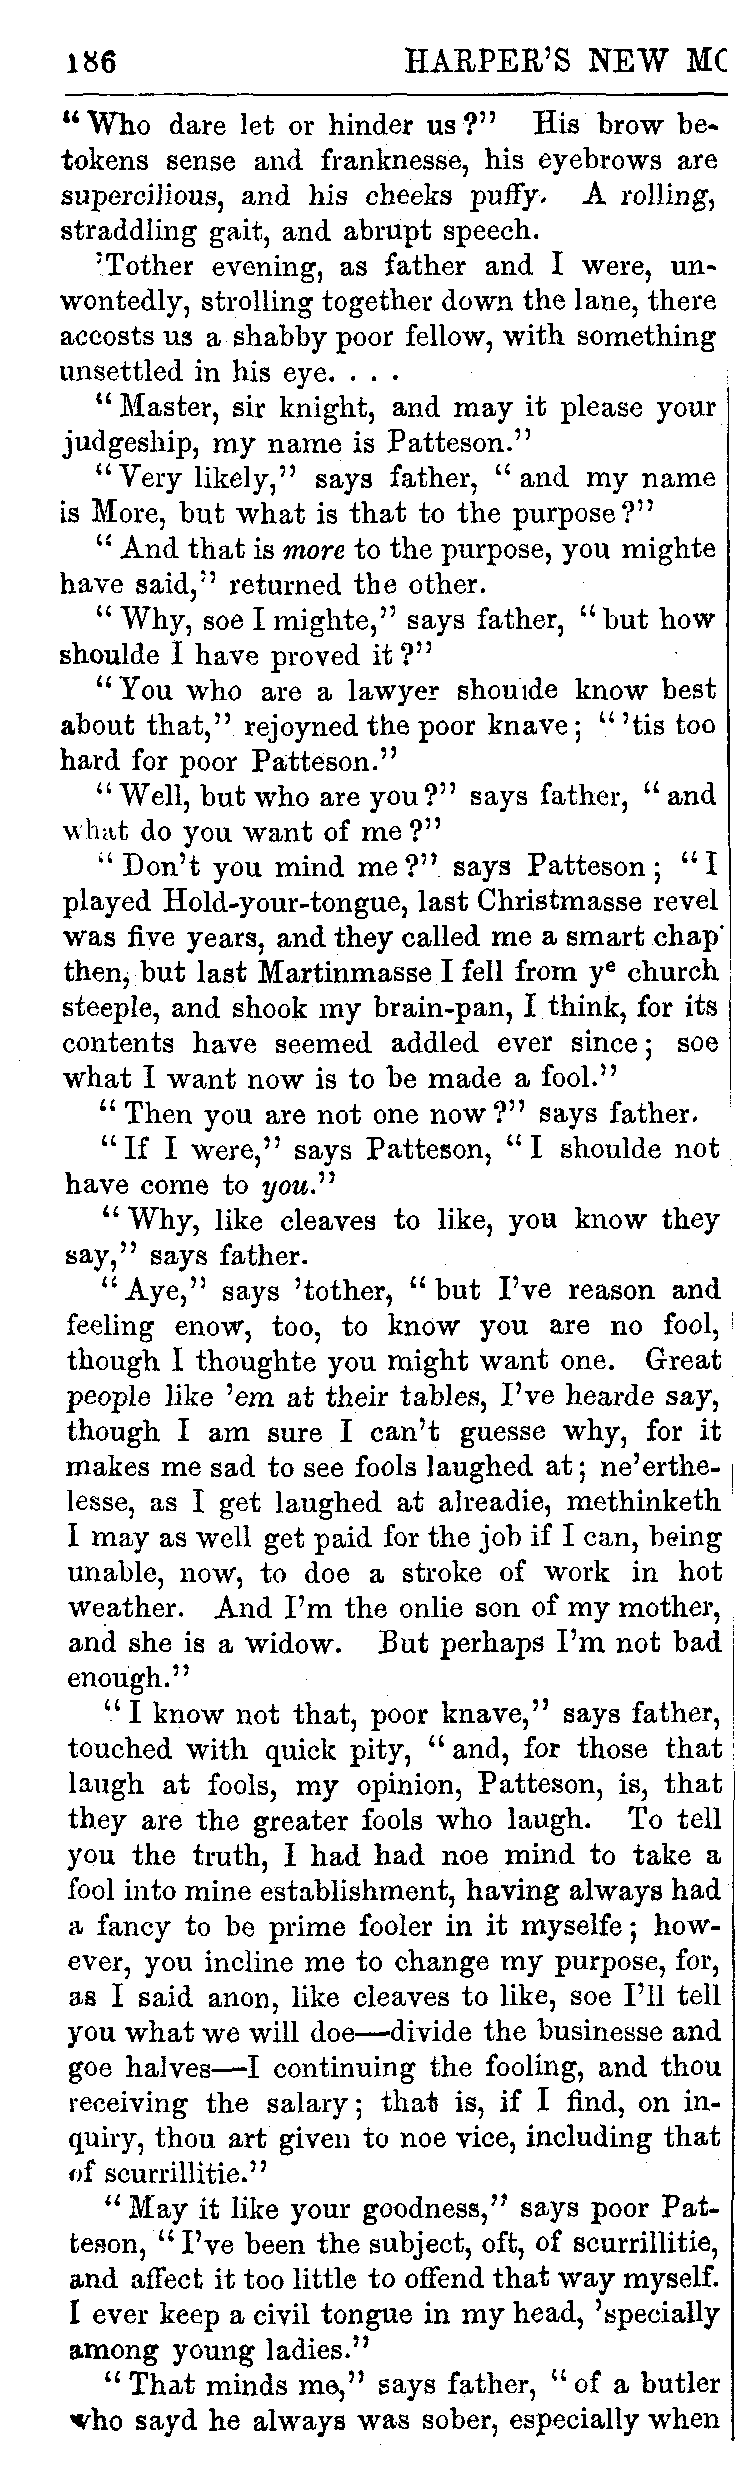 186 HARPER'S NEW MO
“Who dare let or hinder us?” His brow be-
tokens sense and franknesse, his eyebrows are
supercilious, and his cheeks puffy. A rolling,
straddling gait, and abrupt speech.
'Tother evening, as father and I were, un-
wontedly, strolling together down the lane, there
accosts us a shabby poor fellow, with something
unsettled in his eye. . . .
“Master, sir knight, and may it please your
judgeship, my name is Patteson.”
“Very likely,” says father, “and my name
is More, but what is that to the purpose?”
“And that is more to the purpose, you mighte
have said,” returned the other.
“Why, soe I mighte,” says father, “but how
shoulde I have proved it?”
“You who are a lawyer shoulde know best
about that,” rejoyned the poor knave; “'tis too
hard for poor Patteson.”
“Well, but who are you?” says father, “and
what do you want of me?”
“Don't you mind me?” says Patteson; “I
played Hold-your-tongue, last Christmasse revel
was five years, and they called me a smart chap
then, but last Martinmasse I fell from yᵉ church
steeple, and shook my brain-pan, I think, for its
contents have seemed addled ever since; soe
what I want now is to be made a fool.”
“Then you are not one now?” says father.
“If I were,” says Patteson, “I shoulde not
have come to you.”
“Why, like cleaves to like, you know they
say,” says father.
“Aye,” says 'tother, “but I've reason and
feeling enow, too, to know you are no fool,
though I thoughte you might want one. Great
people like 'em at their tables, I've hearde say,
though I am sure I can't guesse why, for it
makes me sad to see fools laughed at; ne'erthe-
lesse, as I get laughed at alreadie, methinketh
I may as well get paid for the job if I can, being
unable, now, to doe a stroke of work in hot
weather. And I'm the onlie son of my mother,
and she is a widow. But perhaps I'm not bad
enough.”
“I know not that, poor knave,” says father,
touched with quick pity, “and, for those that
laugh at fools, my opinion, Patteson, is, that
they are the greater fools who laugh. To tell
you the truth, I had had noe mind to take a
fool into mine establishment, having always had
a fancy to be prime fooler in it myselfe; how-
ever, you incline me to change my purpose, for,
as I said anon, like cleaves to like, soe I'll tell
you what we will doe—divide the businesse and
goe halves—I continuing the fooling, and thou
receiving the salary; that is, if I find, on in-
quiry, thou art given to noe vice, including that
of scurrillitie.”
“May it like your goodness,” says poor Pat-
teson, “I've been the subject, oft, of scurrillitie,
and affect it too little to offend that way myself.
I ever keep a civil tongue in my head, 'specially
among young ladies.”
“That minds me,” says father, “of a butler
who sayd he always was sober, especially when